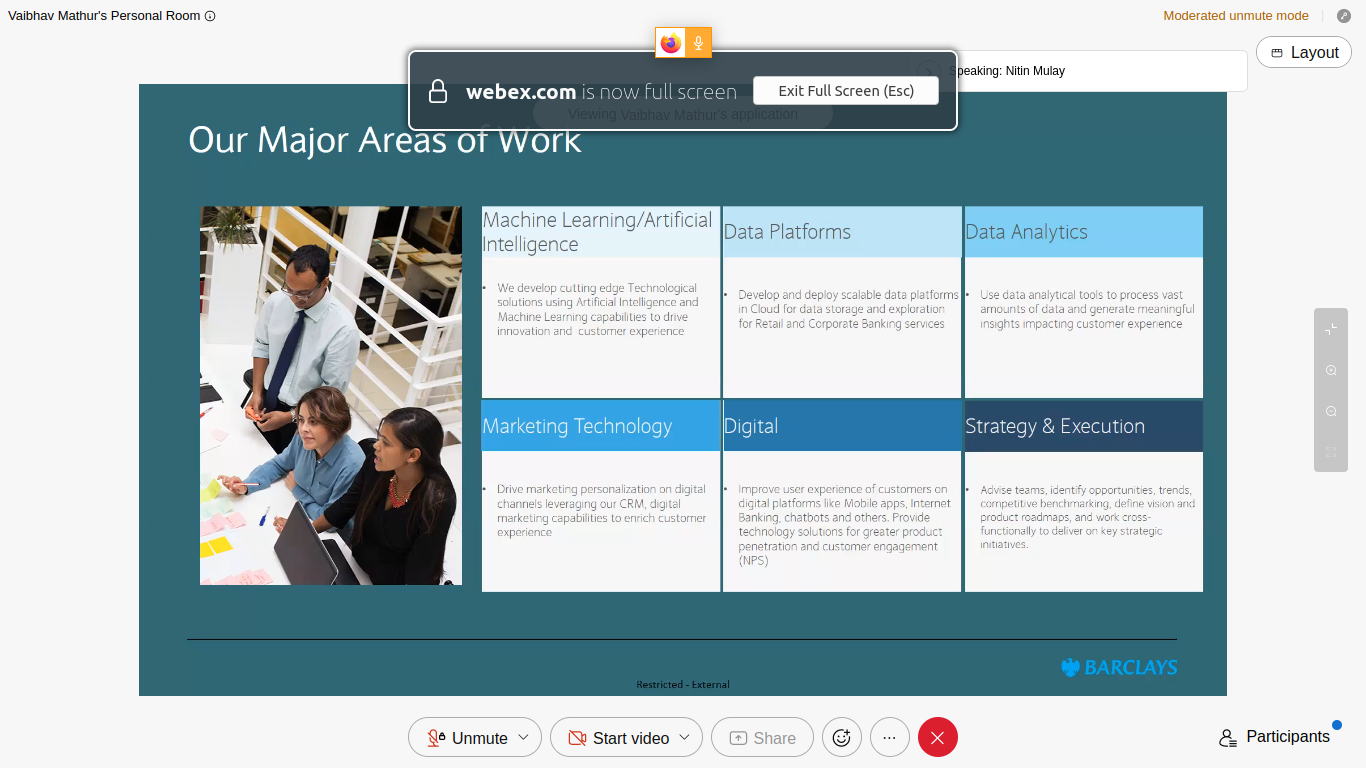 Vaibhav Mathur's Personal Room
Moderated unmute mode
Layout
Speaking: Nitin Mulay
webex.com is now full screen
Exit Full Screen (Esc)
Viewing Vaibhav Mathur's application
Our Major Areas of Work
Machine Learning/Artificial
Intelligence
• We develop cutting edge Technological
solutions using Artificial Intelligence and
Machine Learning capabilities to drive
innovation and customer experience
Data Platforms
• Develop and deploy scalable data platforms
in Cloud for data storage and exploration
for Retail and Corporate Banking services
Data Analytics
• Use data analytical tools to process vast
amounts of data and generate meaningful
insights impacting customer experience
Marketing Technology
• Drive marketing personalization on digital
channels leveraging our CRM, digital
marketing capabilities to enrich customer
experience
Digital
• Improve user experience of customers on
digital platforms like Mobile apps, Internet
Banking, chatbots and others. Provide
technology solutions for greater product
penetration and customer engagement
(NPS)
Strategy & Execution
• Advise teams, identify opportunities, trends,
competitive benchmarking, define vision and
product roadmaps, and work cross-
functionally to deliver on key strategic
initiatives.
BARCLAYS
Restricted - External
Unmute
Start video
Share
Participants